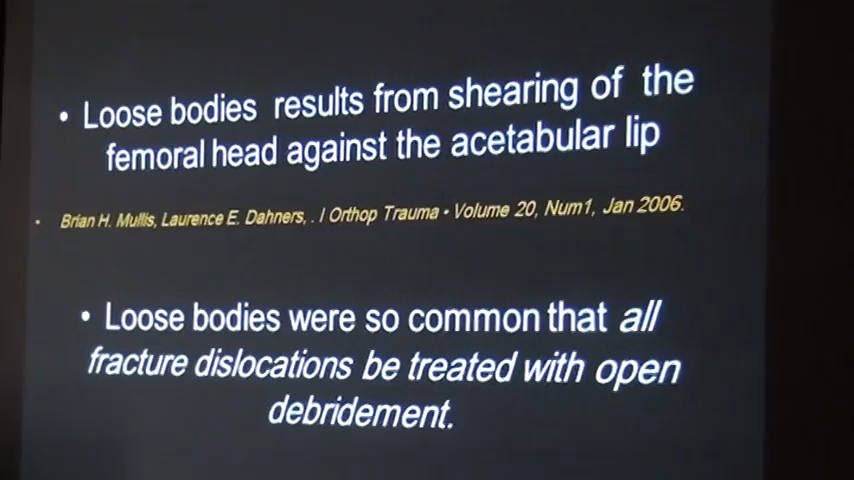 • Loose bodies results from shearing of the
femoral head against the acetabular lip
• Brian H. Mullis, Laurence E. Dahners, . I Orthop Trauma • Volume 20, Num1, Jan 2006.
• Loose bodies were so common that all
fracture dislocations be treated with open
debridement.